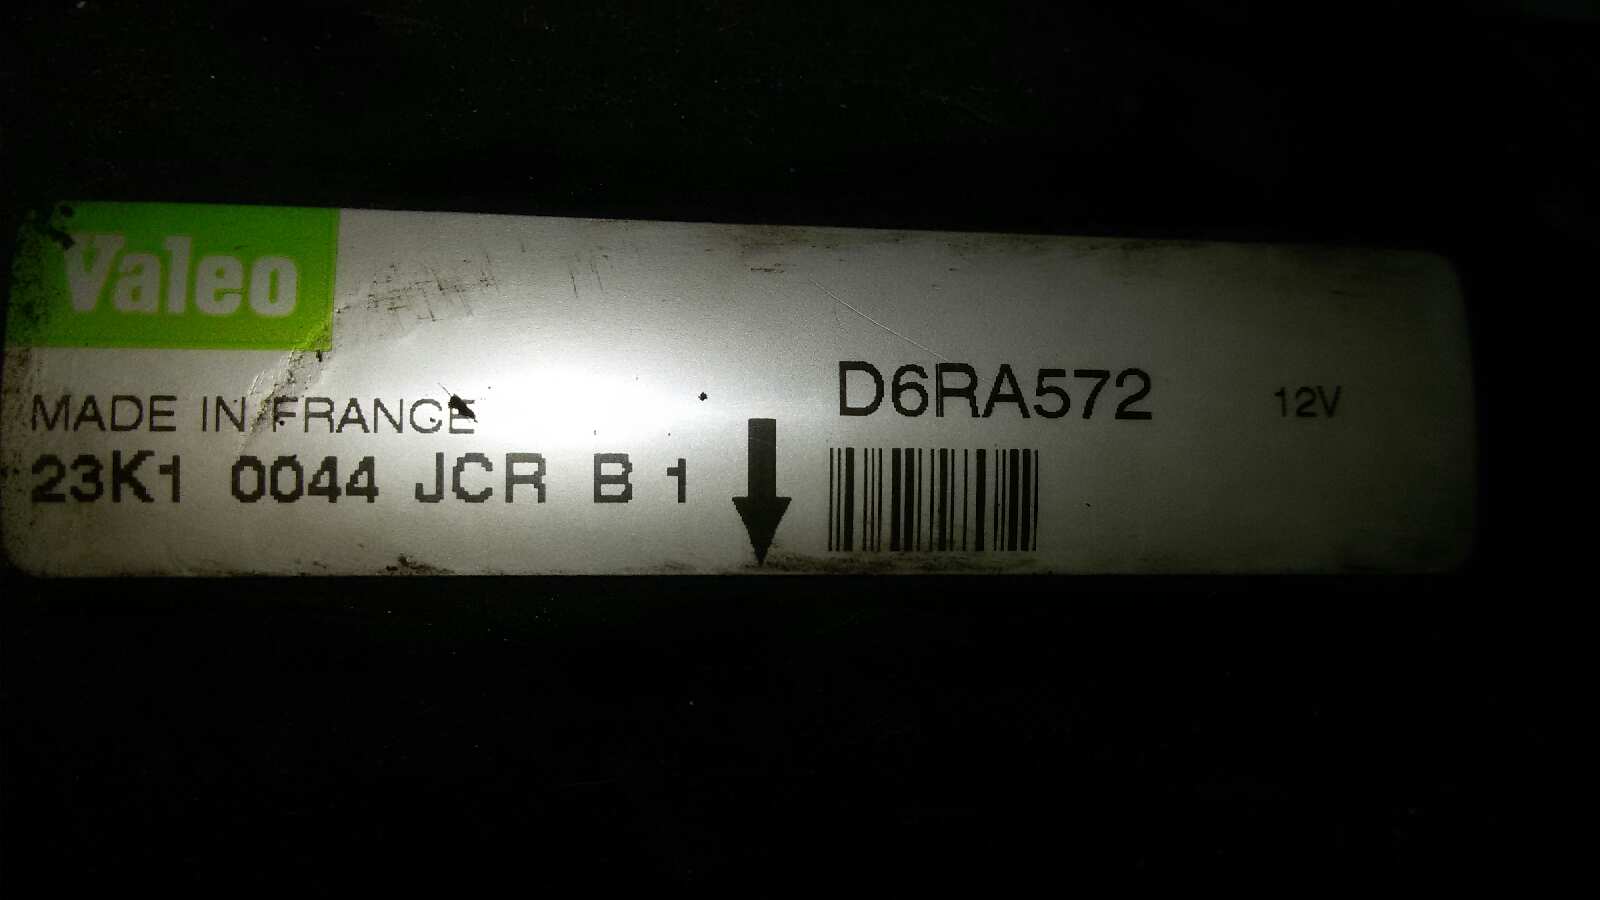 Valeo
MADE IN FRANCE
23K1 0044 JCR B 1
D6RA572
12V